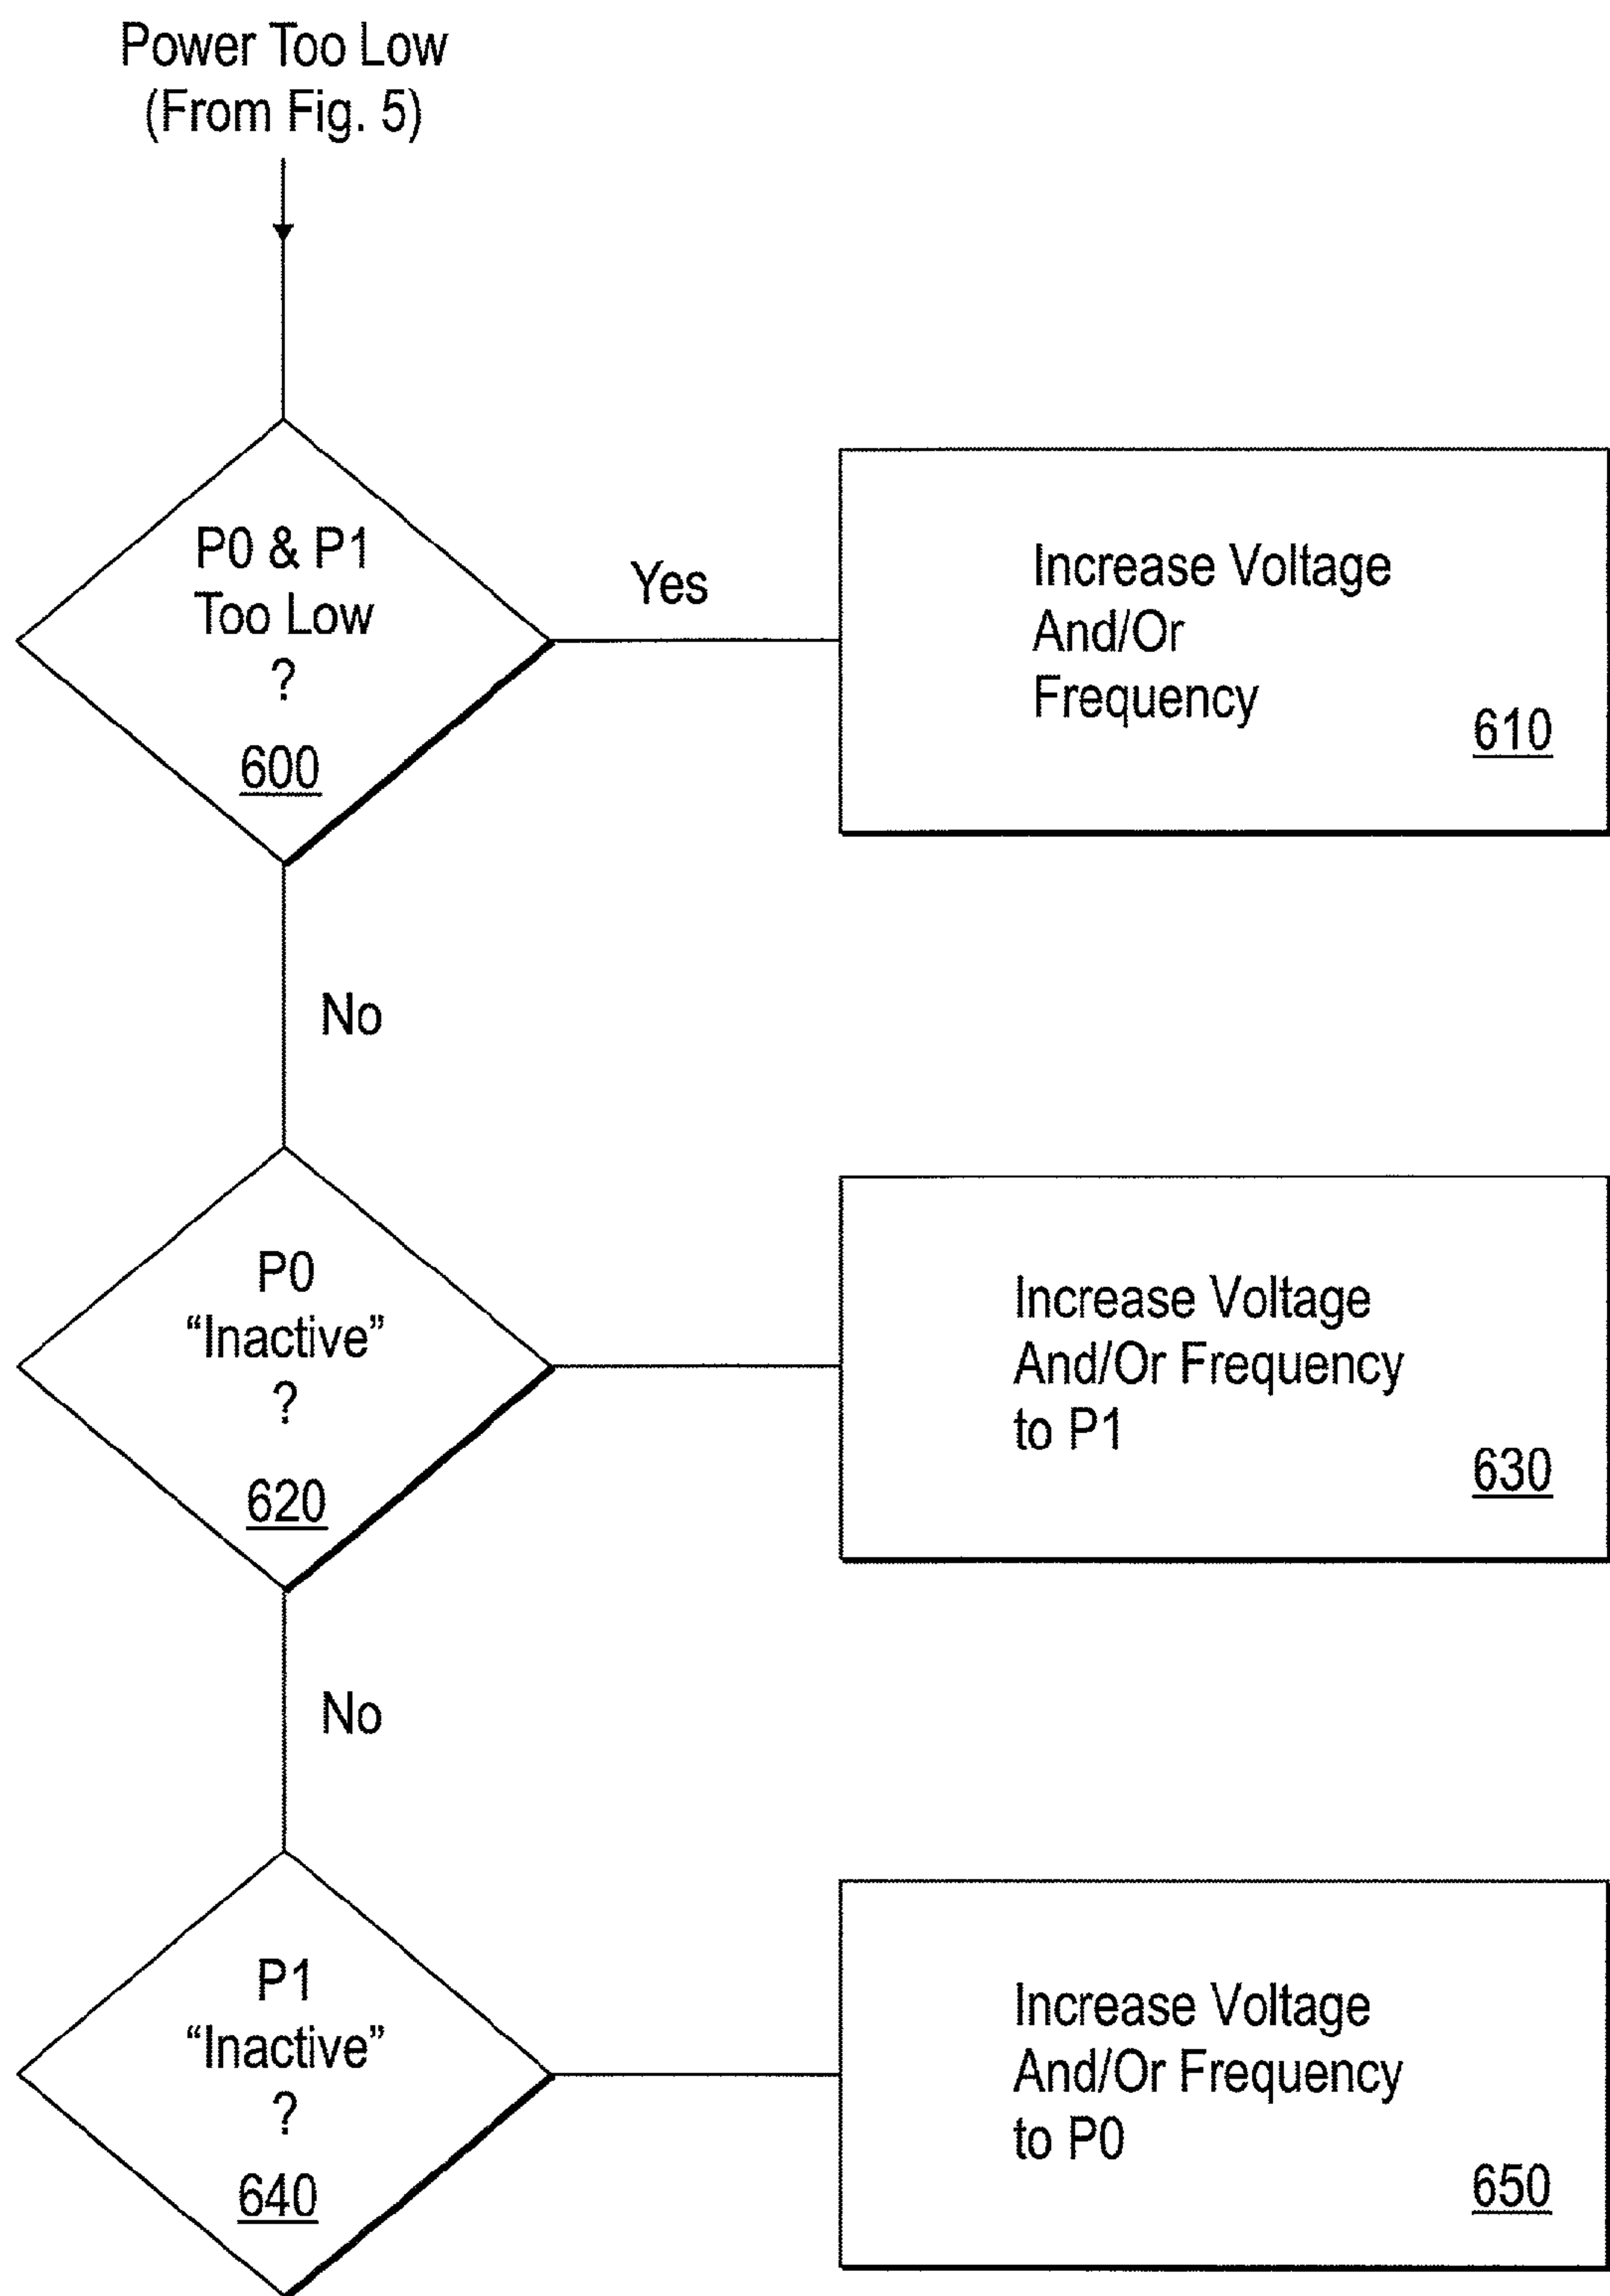 Power Too Low
(From Fig. 5)
P0 & P1
Too Low
?
600
Yes
Increase Voltage
And/Or
Frequency
610
No
P0
“Inactive”
?
620
Increase Voltage
And/Or Frequency
to P1
630
No
P1
“Inactive”
?
640
Increase Voltage
And/Or Frequency
to P0
650